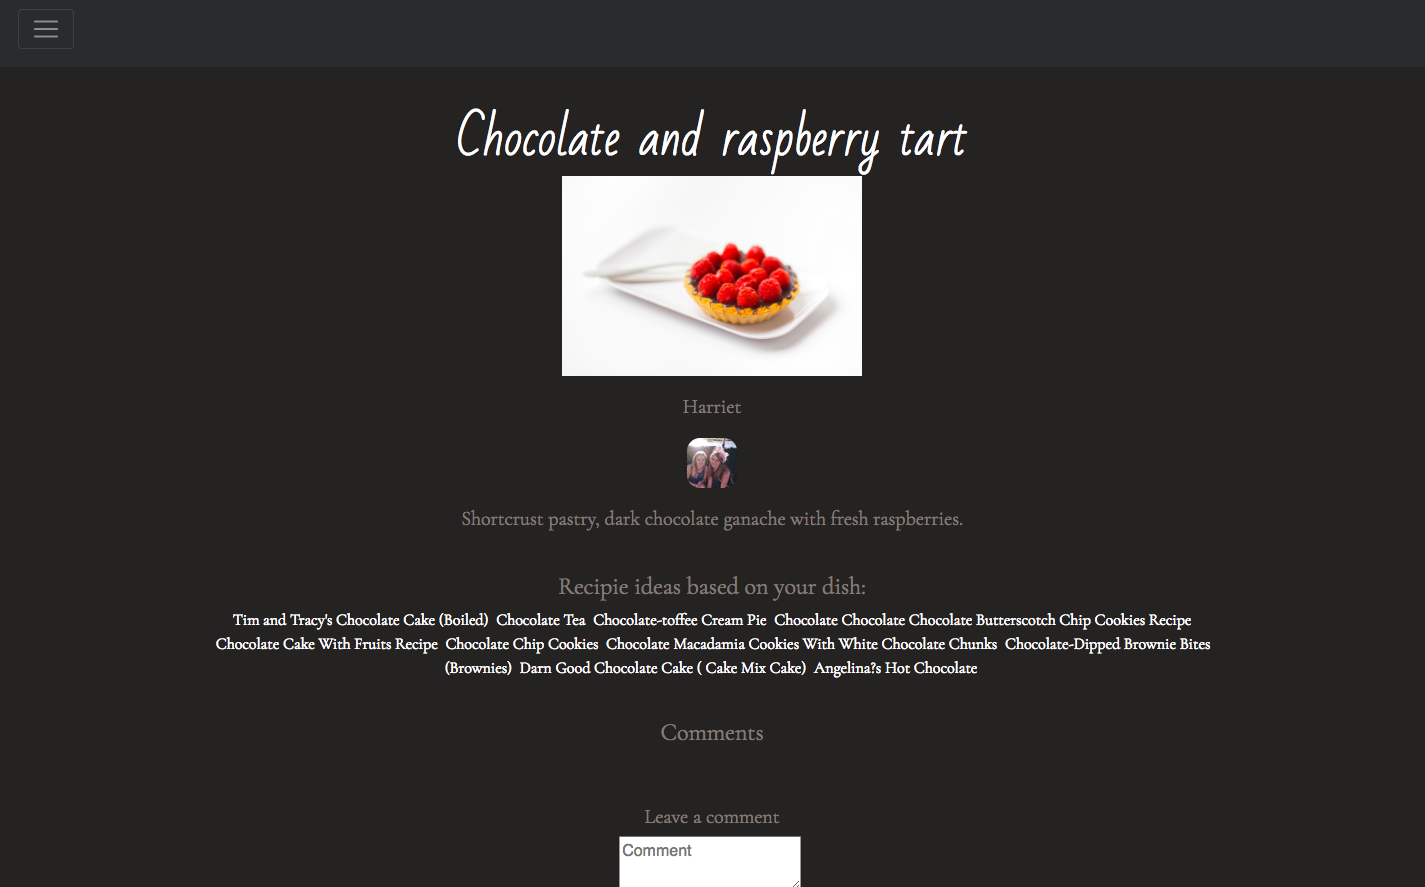 Chocolate and raspberry tart
Harriet
Shortcrust pastry, dark chocolate ganache with fresh raspberries.
Recipie ideas based on your dish:
Tim and Tracy's Chocolate Cake (Boiled) Chocolate Tea Chocolate-toffee Cream Pie Chocolate Chocolate Chocolate Butterscotch Chip Cookies Recipe
Chocolate Cake With Fruits Recipe Chocolate Chip Cookies Chocolate Macadamia Cookies With White Chocolate Chunks Chocolate-Dipped Brownie Bites
(Brownies) Darn Good Chocolate Cake ( Cake Mix Cake) Angelina?s Hot Chocolate
Comments
Leave a comment
Comment